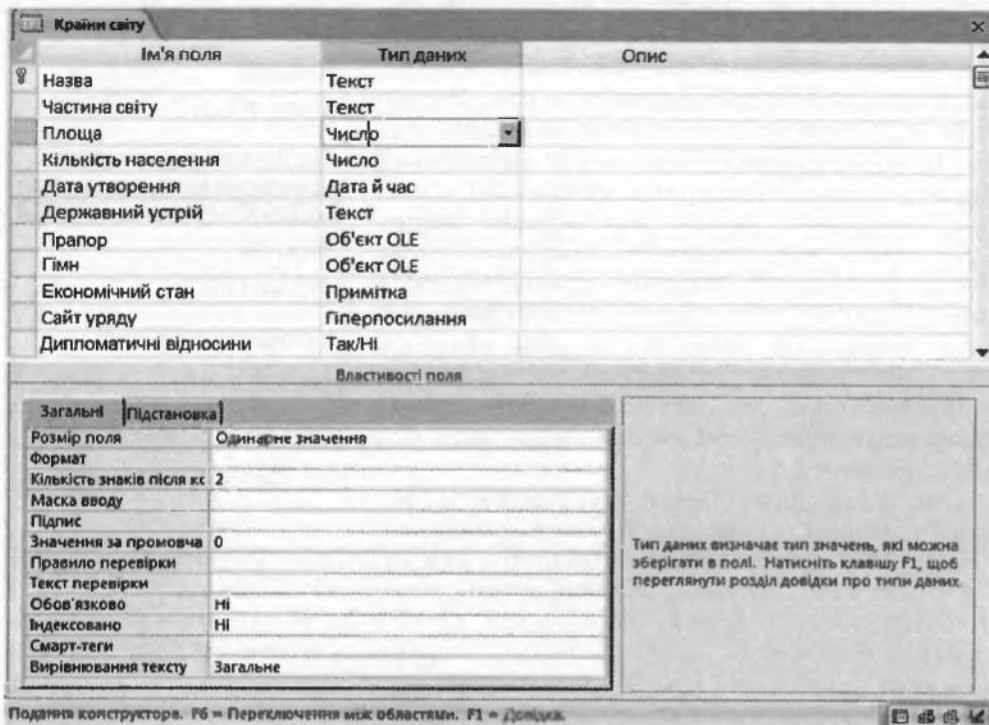 Країни світу
Ім'я поля Тип даних Опис
Назва Текст
Частина світу Текст
Площа Число
Кількість населення Число
Дата утворення Дата й час
Державний устрій Текст
Прапор Об'єкт OLE
Гімн Об'єкт OLE
Економічний стан Примітка
Сайт уряду Гіперпосилання
Дипломатичні відносини Так/Ні
Властивості поля
Загальні Підстановка
Розмір поля Одинарне значення
Формат
Кількість знаків після кс 2
Маска вводу
Підпис
Значення за промовча 0
Правило перевірки
Текст перевірки
Обов'язково Ні
Індексовано Ні
Смарт-теги
Вирівнювання тексту Загальне
Тип даних визначає тип значень, які можна
зберігати в полі. Натисніть клавішу F1, щоб
переглянути розділ довідки про типи даних.
Подання конструктора. F6 = Переключення між областями. F1 = Довідка.